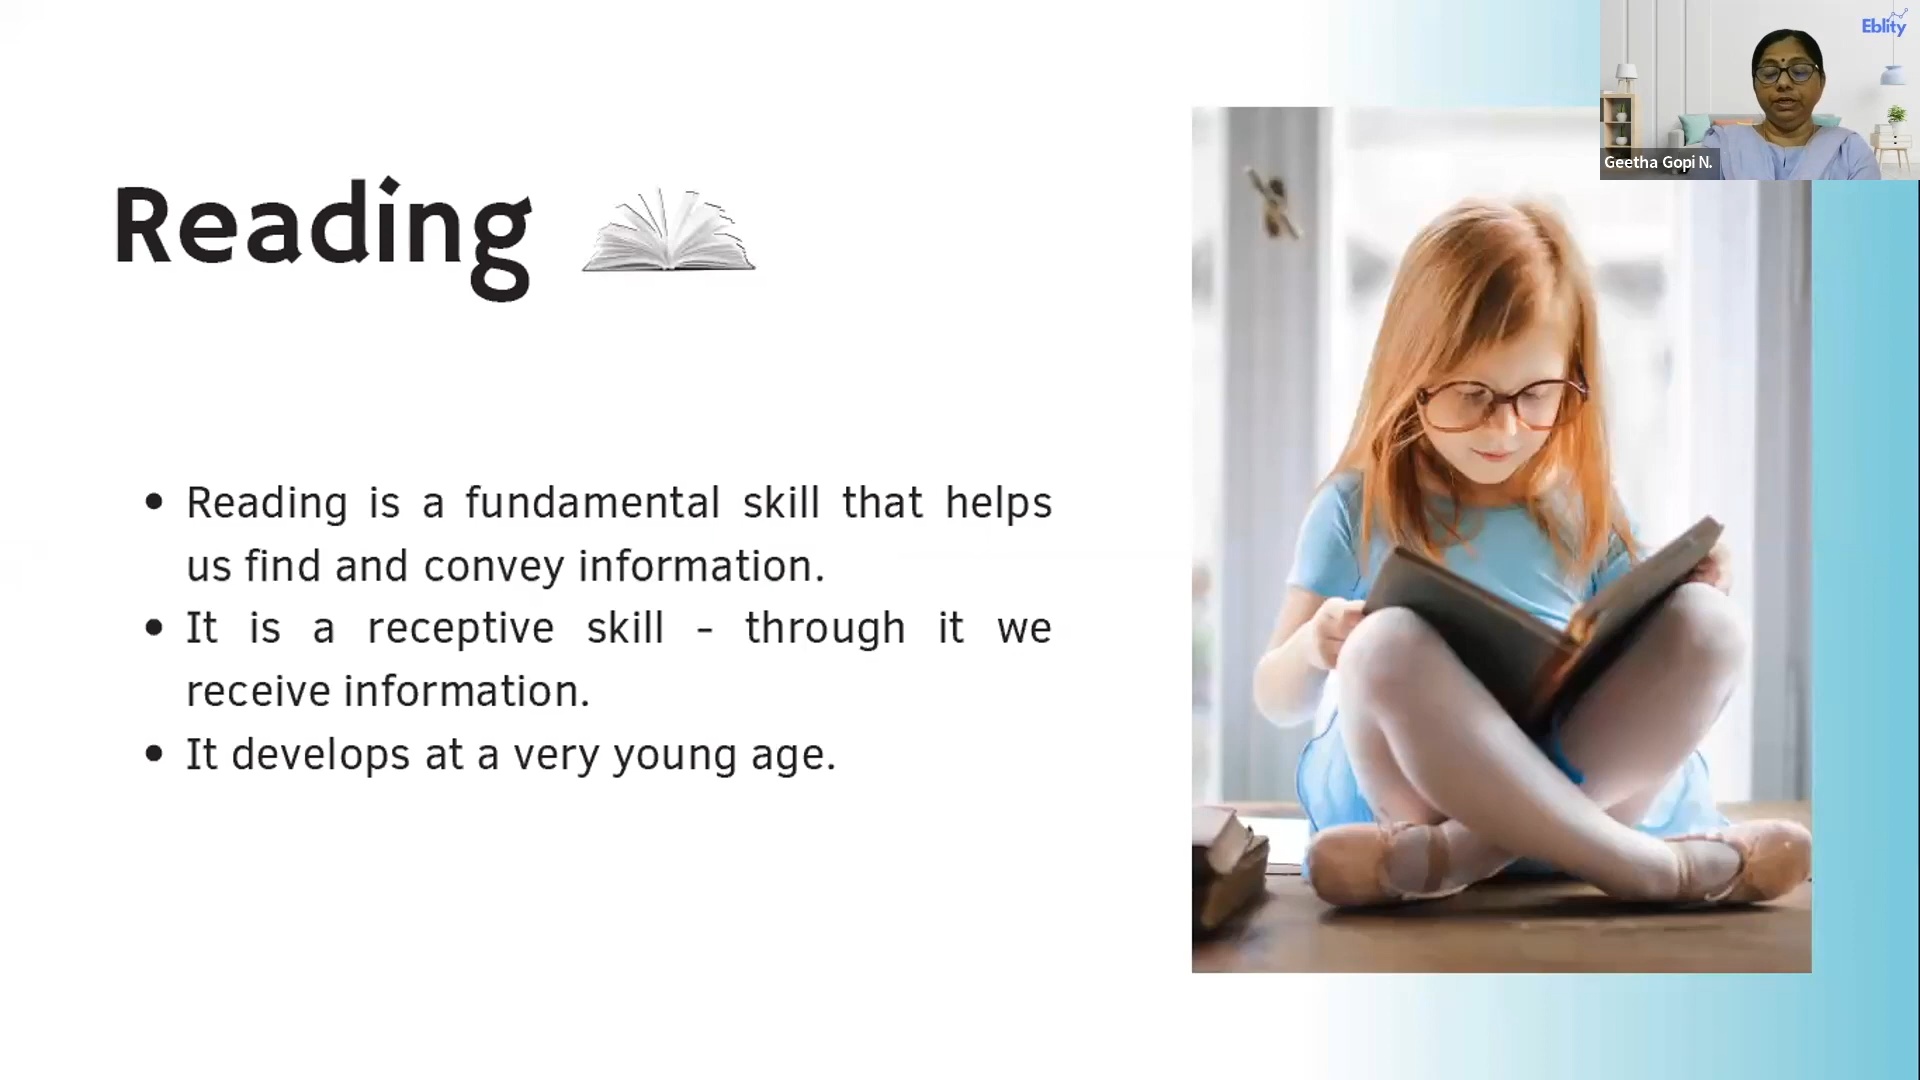 Eblity
Geetha Gopi N.
Reading
• Reading is a fundamental skill that helps
us find and convey information.
• It is a receptive skill - through it we
receive information.
• It develops at a very young age.